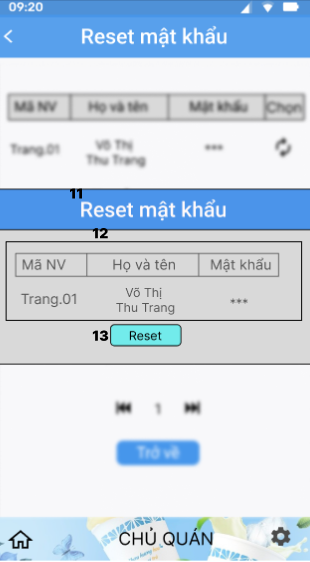 09:20
Reset mật khẩu
Mã NV Họ và tên Mật khẩu Chọn
Trang.01 Võ Thị Thu Trang ***
11
Reset mật khẩu
12
Mã NV Họ và tên Mật khẩu
Trang.01 Võ Thị Thu Trang ***
13 Reset
1
Trở về
CHỦ QUÁN